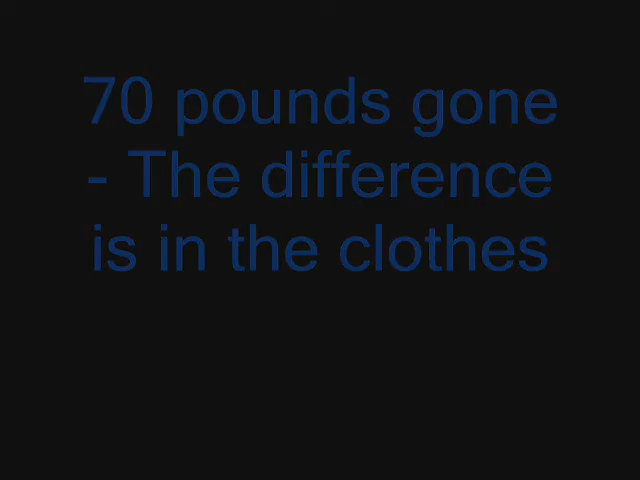 70 pounds gone
- The difference
is in the clothes